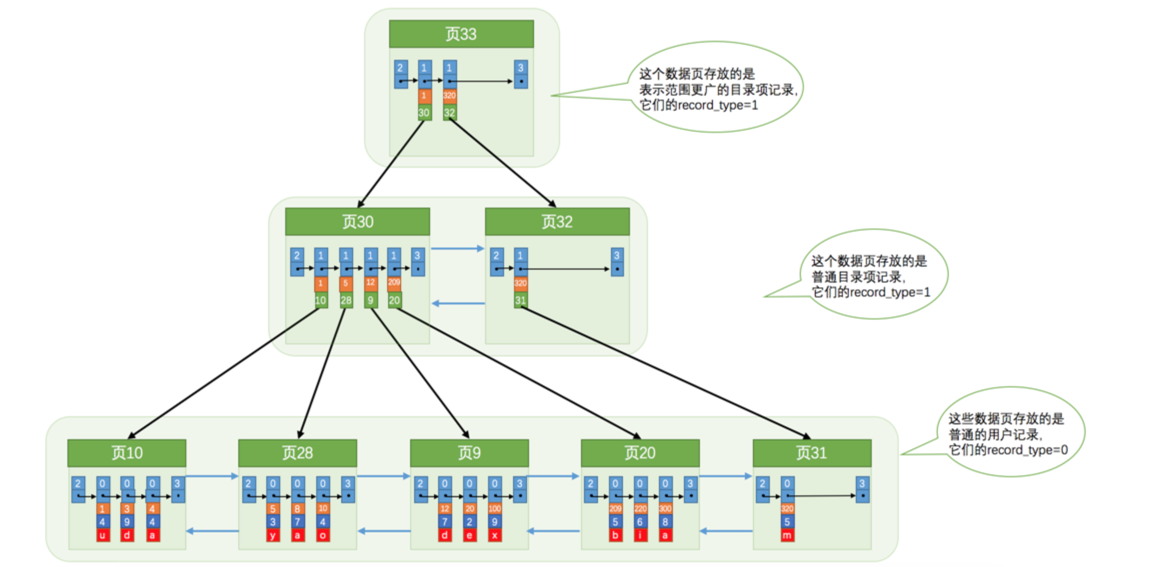 页33
2 1 1 3
1 320
30 32
这个数据页存放的是
表示范围更广的目录项记录,
它们的record_type=1
页30 页32
2 1 1 1 1 3 2 1 3
1 5 12 209 320
10 28 9 20 31
这个数据页存放的是
普通目录项记录,
它们的record_type=1
这些数据页存放的是
普通的用户记录,
它们的record_type=0
页10 页28 页9 页20 页31
2 0 0 0 3 2 0 0 0 3 2 0 0 0 3 2 0 0 0 3 2 0 3
1 3 4 5 8 10 12 20 100 209 220 300 320
4 9 4 3 7 4 7 2 9 5 6 8 5
u d a y a o d e x b i a m